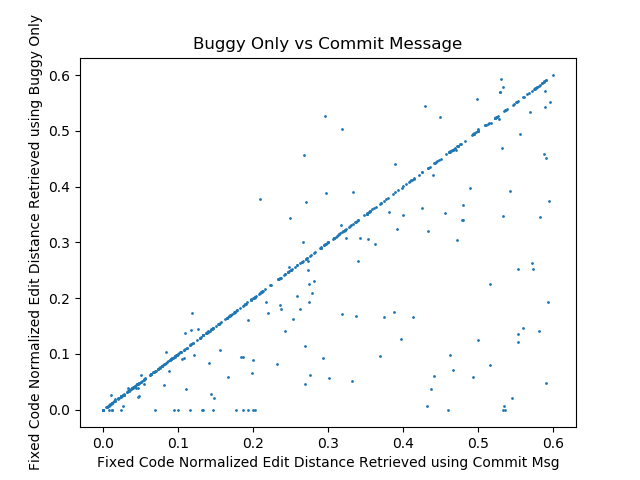 Buggy Only vs Commit Message
Fixed Code Normalized Edit Distance Retrieved using Buggy Only
0.6
0.5
0.4
0.3
0.2
0.1
0.0
0.0 0.1 0.2 0.3 0.4 0.5 0.6
Fixed Code Normalized Edit Distance Retrieved using Commit Msg